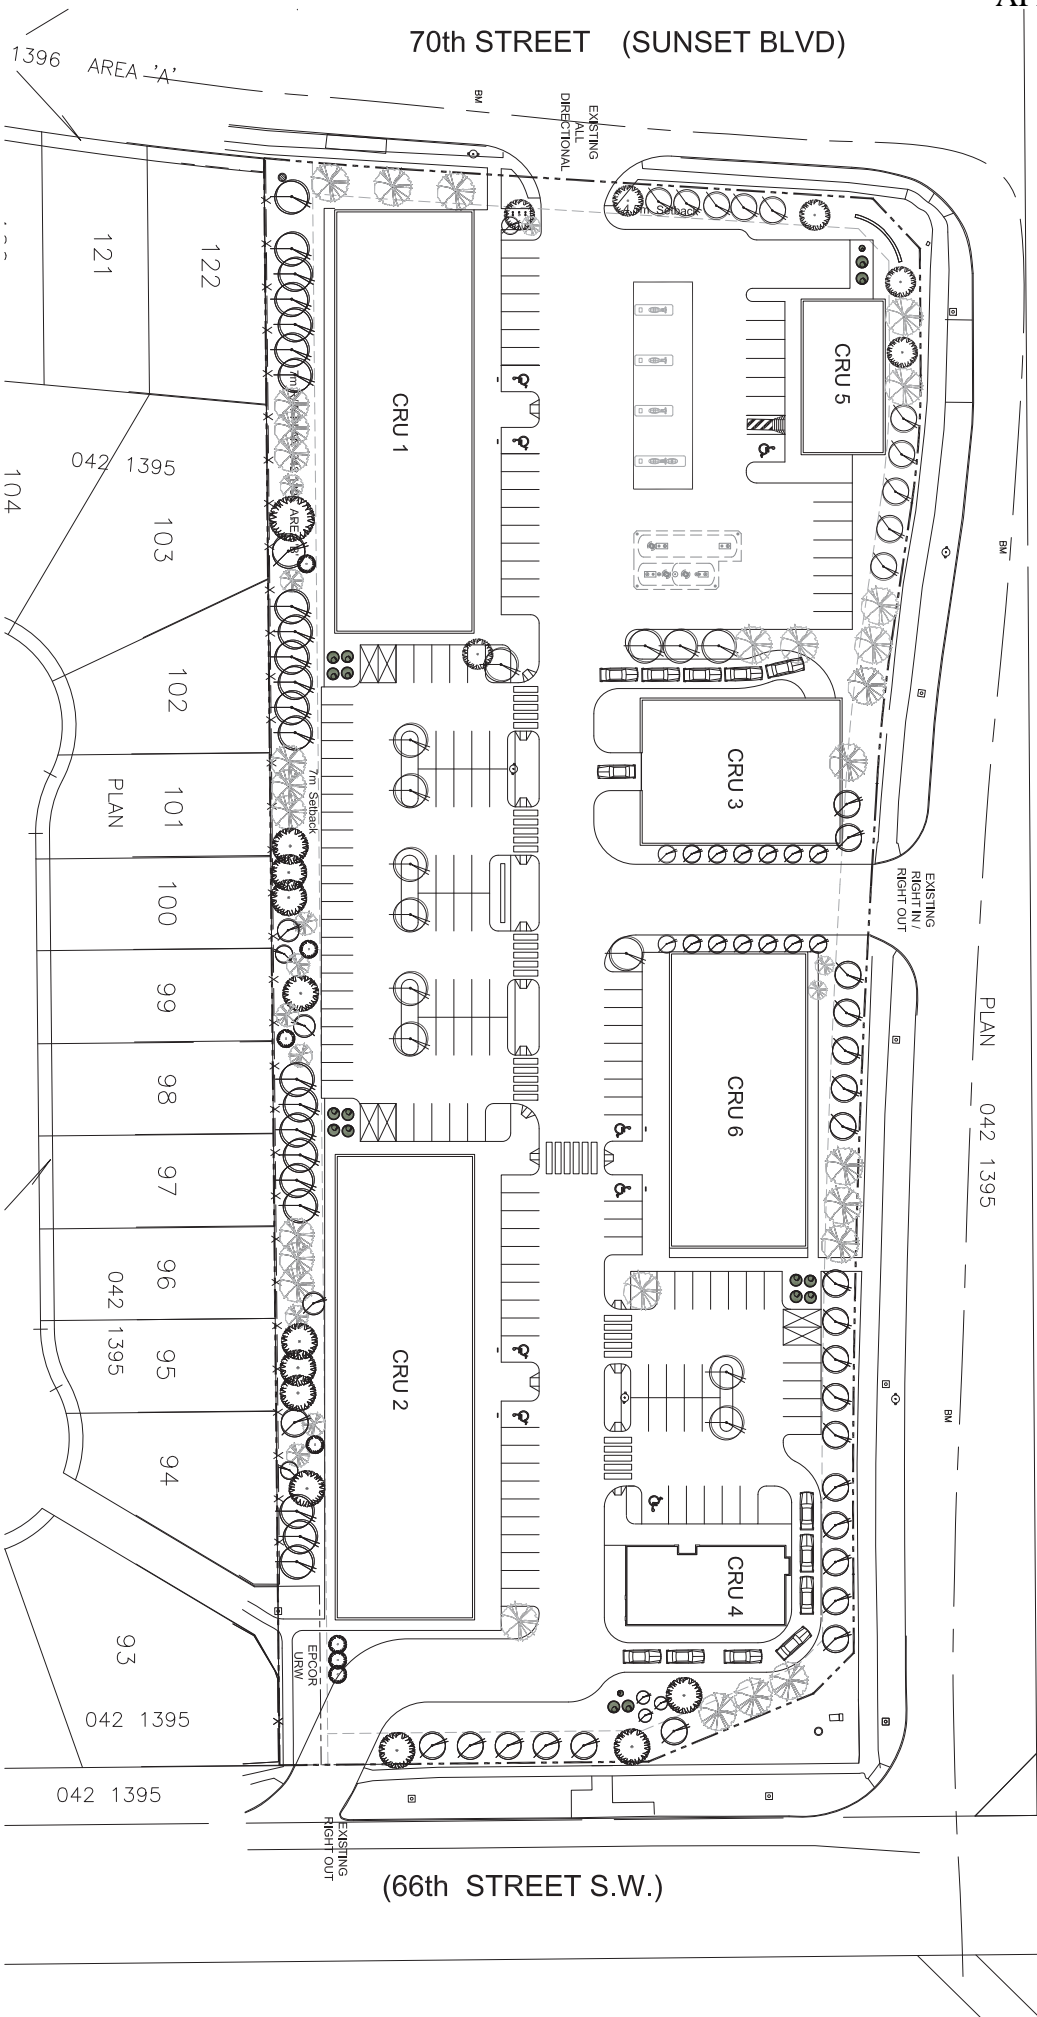 70th STREET (SUNSET BLVD)
1396 AREA 'A'
BM
EXISTING
ALL
DIRECTIONAL
7m Setback
121
122
CRU 1
CRU 5
042 1395
104
103
BM
102
7m Setback
CRU 3
101
PLAN
100
EXISTING
RIGHT IN /
RIGHT OUT
99
PLAN 042 1395
98
CRU 6
97
96
042 1395
95
CRU 2
BM
94
CRU 4
93
EPCOR
URW
042 1395
042 1395
EXISTING
RIGHT OUT
(66th STREET S.W.)